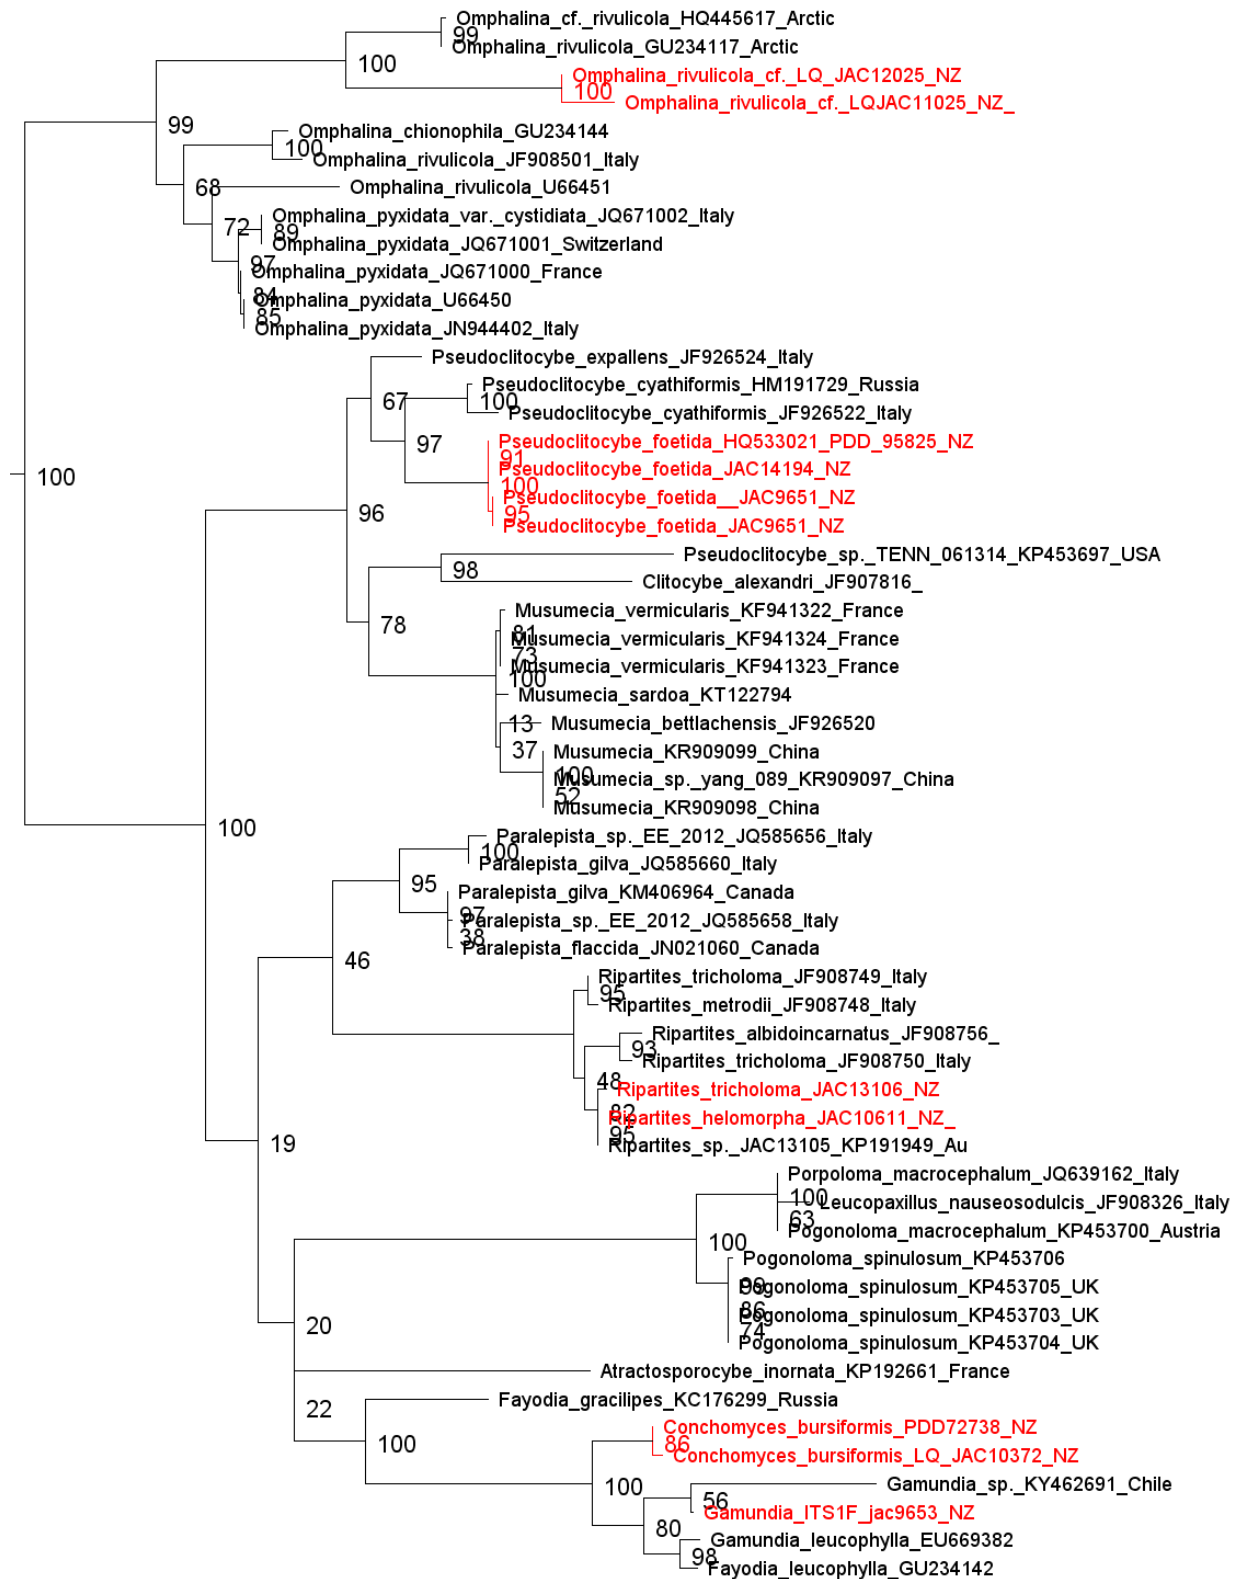 Omphalina_cf._rivulicola_HQ445617_Arctic
99
Omphalina_rivulicola_GU234117_Arctic
100
Omphalina_rivulicola_cf._LQ_JAC12025_NZ
100
Omphalina_rivulicola_cf._LQJAC11025_NZ_
99
Omphalina_chionophila_GU234144
100
Omphalina_rivulicola_JF908501_Italy
68
Omphalina_rivulicola_U66451
Omphalina_pyxidata_var._cystidiata_JQ671002_Italy
72
89
Omphalina_pyxidata_JQ671001_Switzerland
97
Omphalina_pyxidata_JQ671000_France
84
Omphalina_pyxidata_U66450
85
Omphalina_pyxidata_JN944402_Italy
Pseudoclitocybe_expallens_JF926524_Italy
Pseudoclitocybe_cyathiformis_HM191729_Russia
67
100
Pseudoclitocybe_cyathiformis_JF926522_Italy
97
Pseudoclitocybe_foetida_HQ533021_PDD_95825_NZ
91
Pseudoclitocybe_foetida_JAC14194_NZ
100
100
Pseudoclitocybe_foetida__JAC9651_NZ
96
95
Pseudoclitocybe_foetida_JAC9651_NZ
Pseudoclitocybe_sp._TENN_061314_KP453697_USA
98
Clitocybe_alexandri_JF907816_
Musumecia_vermicularis_KF941322_France
78
81
Musumecia_vermicularis_KF941324_France
73
Musumecia_vermicularis_KF941323_France
100
Musumecia_sardoa_KT122794
13
Musumecia_bettlachensis_JF926520
37
Musumecia_KR909099_China
100
Musumecia_sp._yang_089_KR909097_China
52
Musumecia_KR909098_China
100
Paralepista_sp._EE_2012_JQ585656_Italy
100
Paralepista_gilva_JQ585660_Italy
95
Paralepista_gilva_KM406964_Canada
97
Paralepista_sp._EE_2012_JQ585658_Italy
38
Paralepista_flaccida_JN021060_Canada
46
Ripartites_tricholoma_JF908749_Italy
95
Ripartites_metrodii_JF908748_Italy
Ripartites_albidoincarnatus_JF908756_
93
Ripartites_tricholoma_JF908750_Italy
48
Ripartites_tricholoma_JAC13106_NZ
82
Ripartites_helomorpha_JAC10611_NZ_
95
19
Ripartites_sp._JAC13105_KP191949_Au
Porpoloma_macrocephalum_JQ639162_Italy
100
Leucopaxillus_nauseosodulcis_JF908326_Italy
63
Pogonoloma_macrocephalum_KP453700_Austria
100
Pogonoloma_spinulosum_KP453706
99
Pogonoloma_spinulosum_KP453705_UK
86
Pogonoloma_spinulosum_KP453703_UK
20
74
Pogonoloma_spinulosum_KP453704_UK
Atractosporocybe_inornata_KP192661_France
Fayodia_gracilipes_KC176299_Russia
22
Conchomyces_bursiformis_PDD72738_NZ
100
86
Conchomyces_bursiformis_LQ_JAC10372_NZ
100
Gamundia_sp._KY462691_Chile
56
Gamundia_ITS1F_jac9653_NZ
80
Gamundia_leucophylla_EU669382
98
Fayodia_leucophylla_GU234142